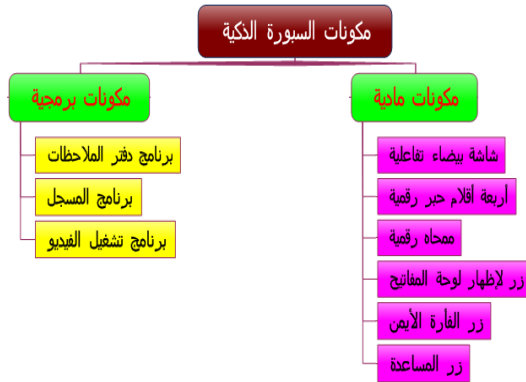 مكونات السبورة الذكية
مكونات مادية
شاشة بيضاء تفاعلية
أربعة أقلام حبر رقمية
ممحاه رقمية
زر لإظهار لوحة المفاتيح
زر الفأرة الأيمن
زر المساعدة
مكونات برمجية
برنامج دفتر الملاحظات
برنامج المسجل
برنامج تشغيل الفيديو